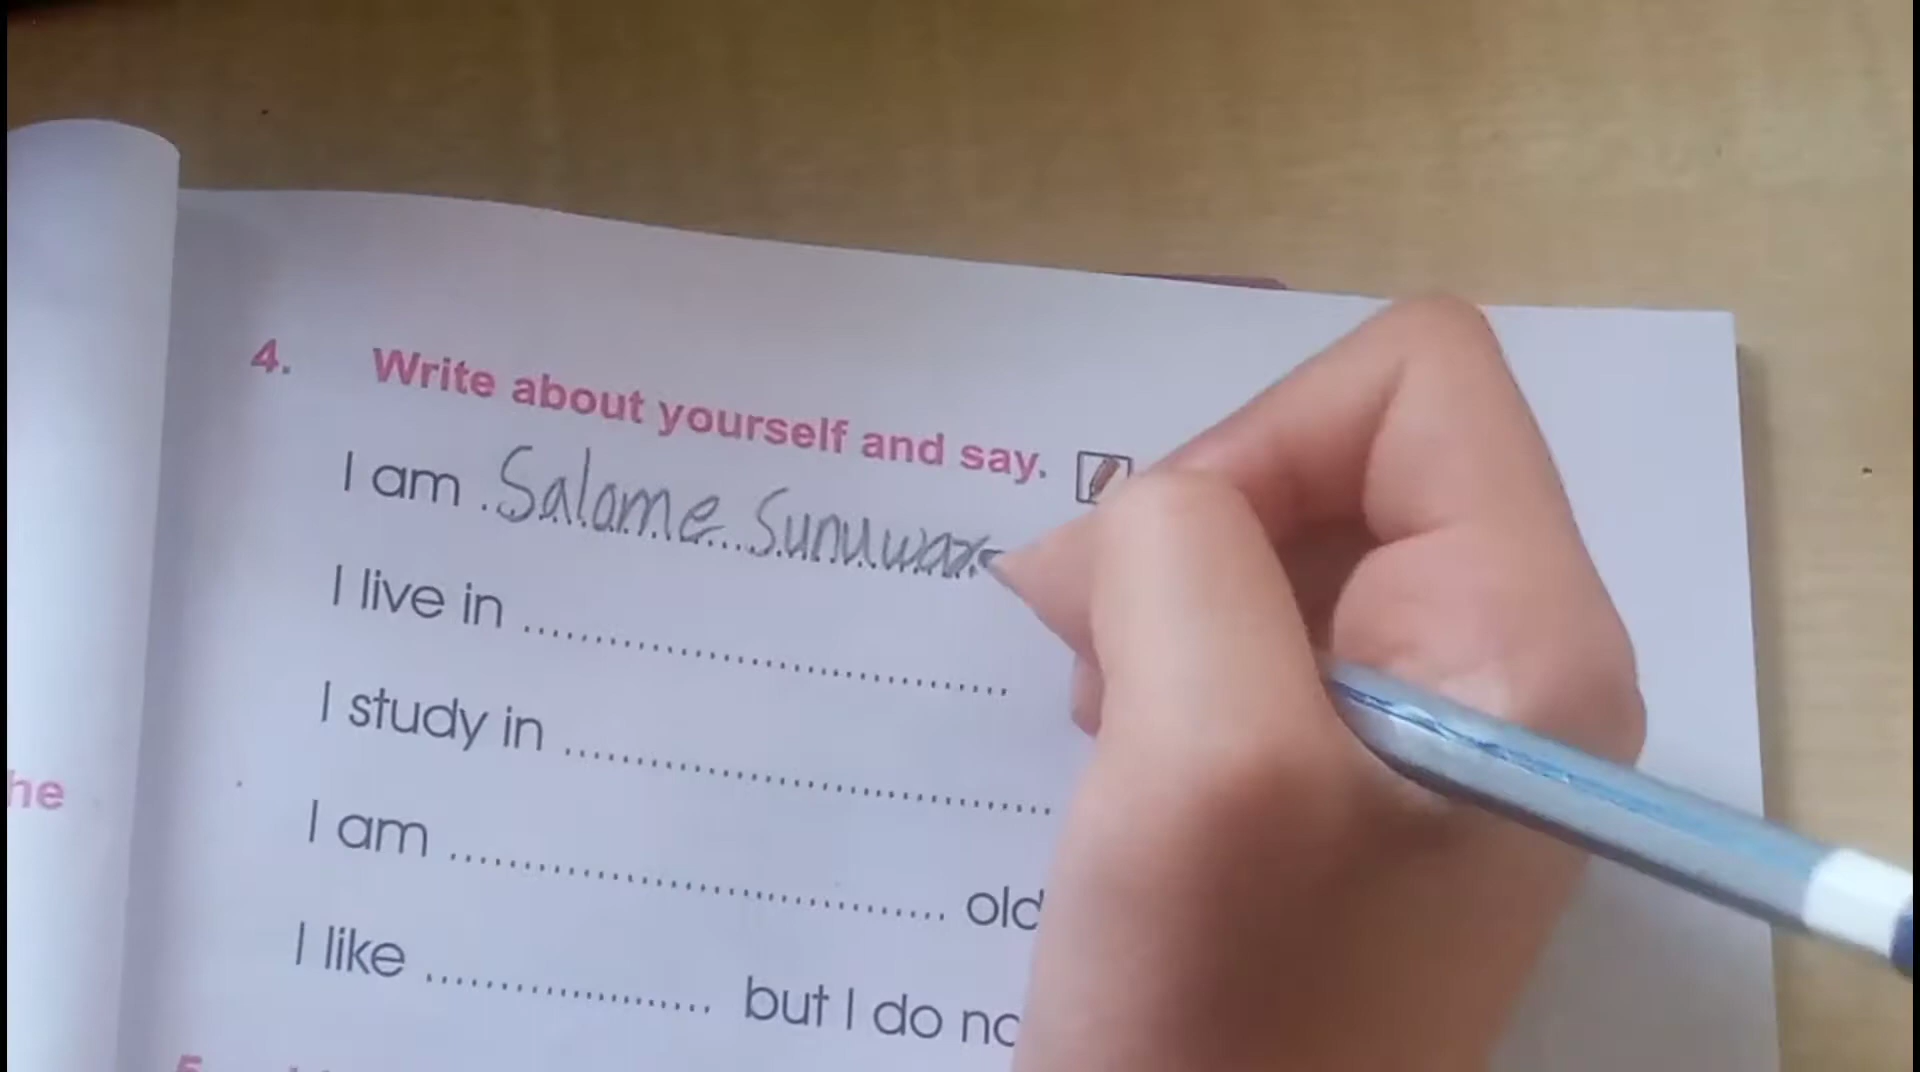 4. Write about yourself and say.
I am Salome Sunuwar
I live in ........................................
I study in ........................................
I am ........................................ old
I like ........................ but I do
he
5.